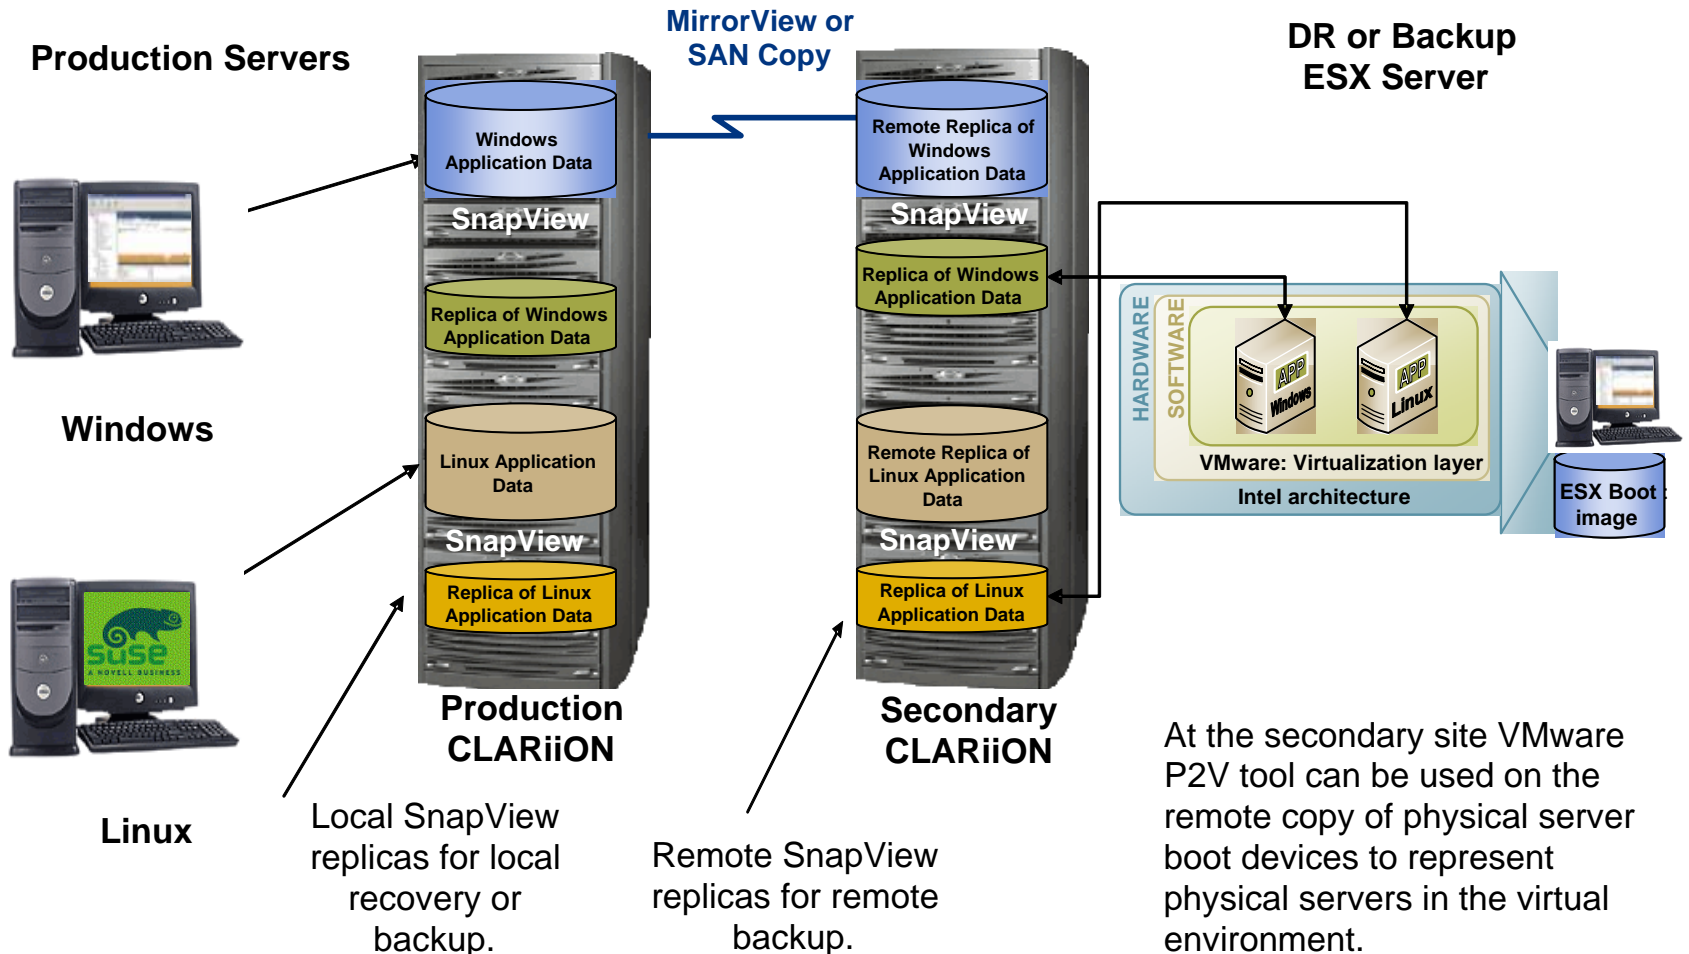 MirrorView or
SAN Copy
Production Servers
DR or Backup
ESX Server
Windows
Application Data
SnapView
Replica of Windows
Application Data
Linux Application
Data
SnapView
Replica of Linux
Application Data
Production
CLARiiON
Remote Replica of
Windows
Application Data
SnapView
Replica of Windows
Application Data
Remote Replica of
Linux Application
Data
SnapView
Replica of Linux
Application Data
Secondary
CLARiiON
Windows
suse
A NOVELL BUSINESS
Linux
HARDWARE
SOFTWARE
APP
Windows
APP
Linux
VMware: Virtualization layer
Intel architecture
ESX Boot :
image
Local SnapView
replicas for local
recovery or
backup.
Remote SnapView
replicas for remote
backup.
At the secondary site VMware
P2V tool can be used on the
remote copy of physical server
boot devices to represent
physical servers in the virtual
environment.